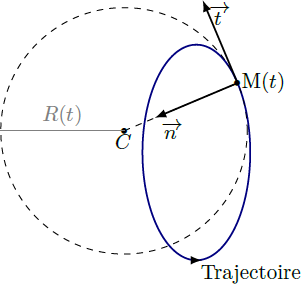 t
M(t)
R(t)
C
n
Trajectoire